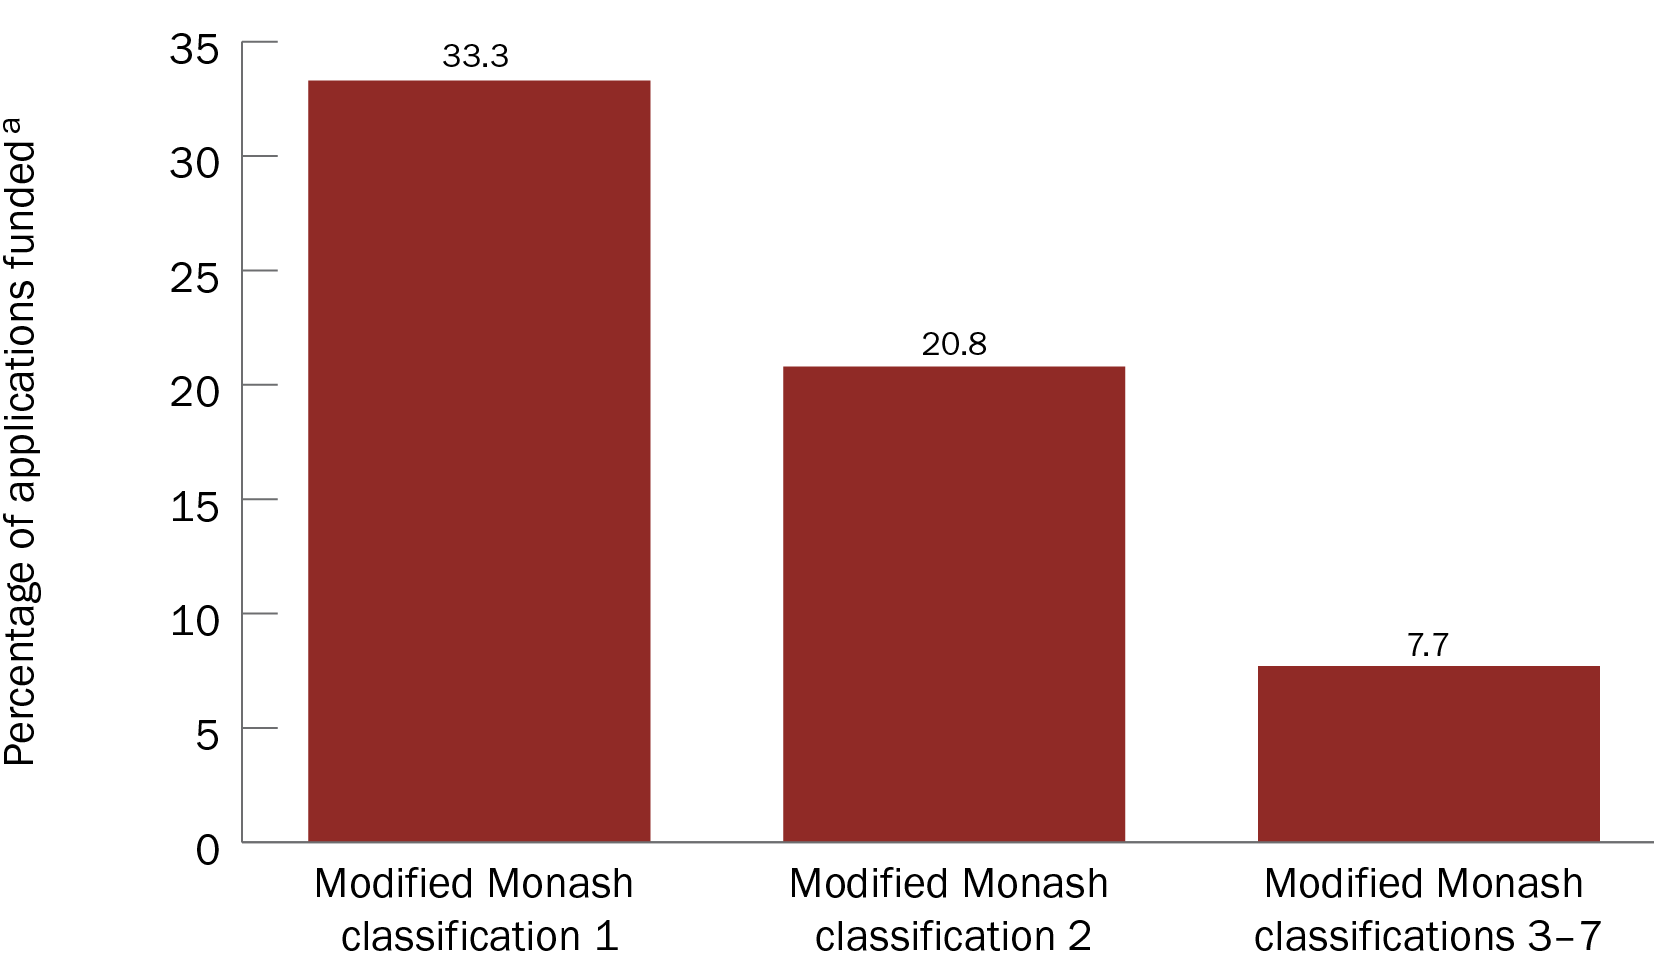 Percentage of applications funded a
35
30
25
20
15
10
5
0
33.3
20.8
7.7
Modified Monash
classification 1
Modified Monash
classification 2
Modified Monash
classifications 3–7